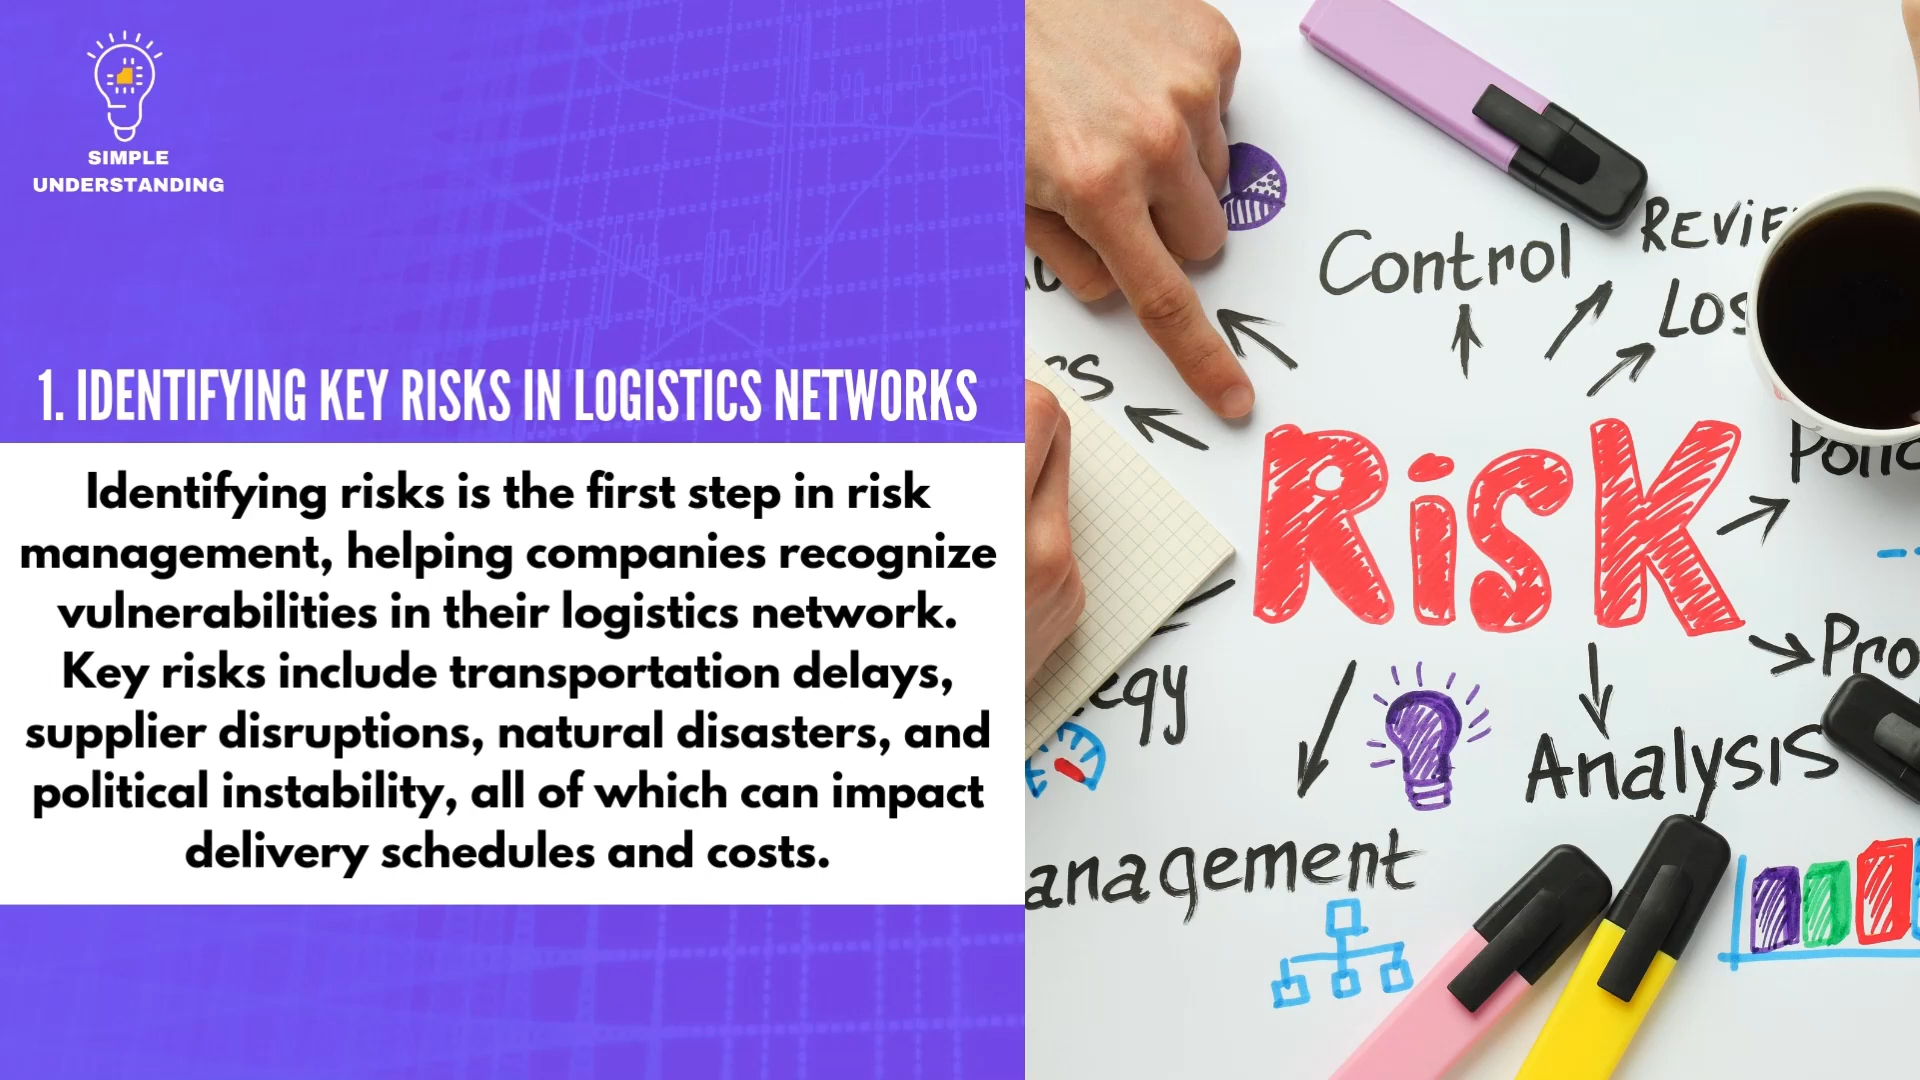 SIMPLE
UNDERSTANDING
1. IDENTIFYING KEY RISKS IN LOGISTICS NETWORKS
Identifying risks is the first step in risk
management, helping companies recognize
vulnerabilities in their logistics network.
Key risks include transportation delays,
supplier disruptions, natural disasters, and
political instability, all of which can impact
delivery schedules and costs.
Control
RiSK
Analysis